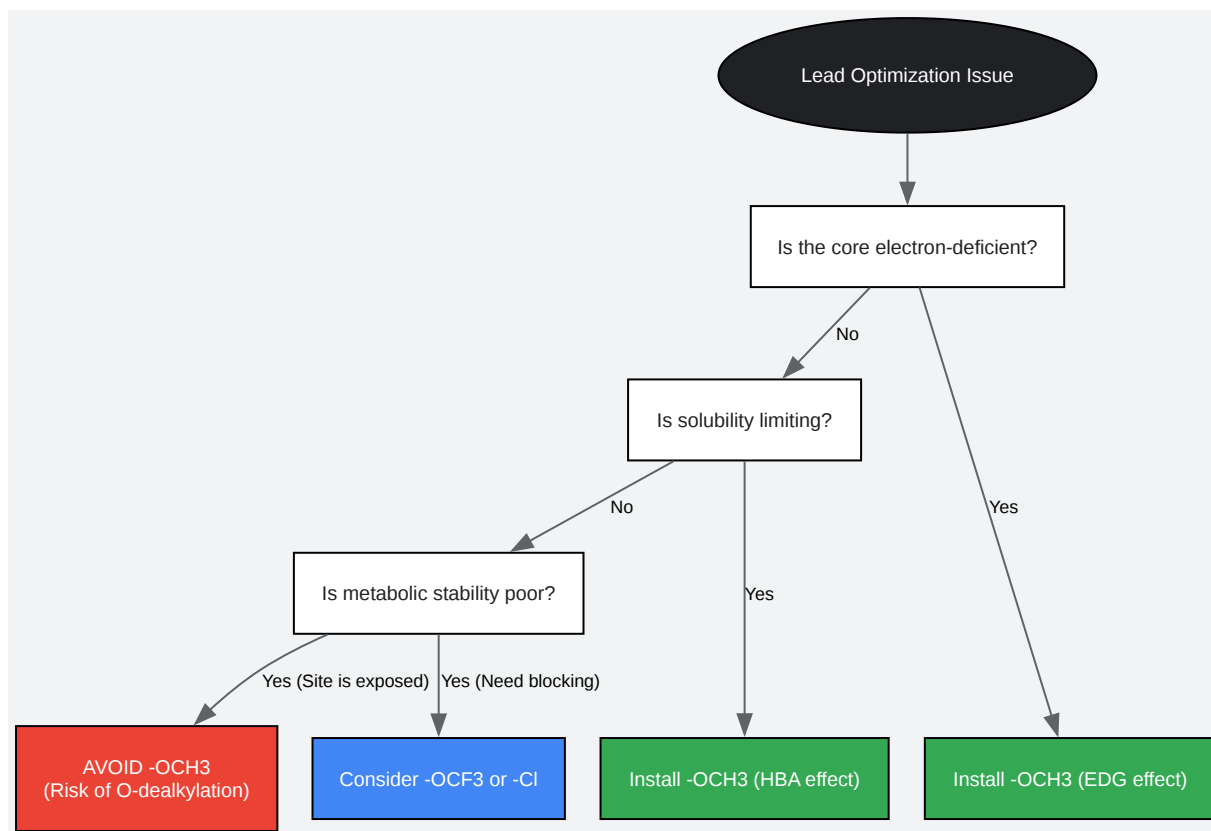 Lead Optimization Issue
Is the core electron-deficient?
No
Is solubility limiting?
Yes
No
Is metabolic stability poor?
Yes
Yes (Site is exposed)
Yes (Need blocking)
AVOID -OCH3
(Risk of O-dealkylation)
Consider -OCF3 or -Cl
Install -OCH3 (HBA effect)
Install -OCH3 (EDG effect)